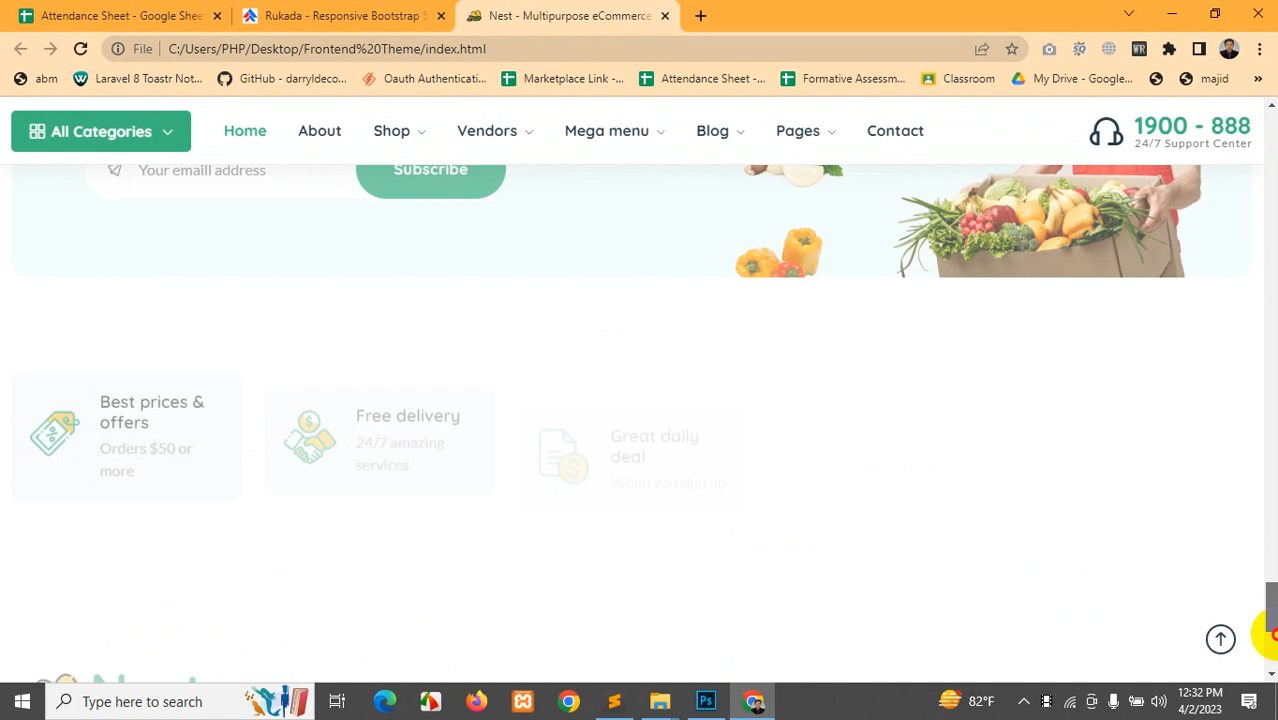 Attendance Sheet - Google Shee
Rukada - Responsive Bootstrap 5
Nest - Multipurpose eCommerce
File
C:/Users/PHP/Desktop/Frontend%20Theme/index.html
abm
Laravel 8 Toastr Not...
GitHub - darryldeco...
Oauth Authenticati...
Marketplace Link -...
Attendance Sheet -...
Formative Assessm...
Classroom
My Drive - Google...
majid
»
All Categories
Home
About
Shop
Vendors
Mega menu
Blog
Pages
Contact
1900 - 888
24/7 Support Center
Your emaill address
Subscribe
Best prices &
offers
Orders $50 or
more
Free delivery
24/7 amazing
services
Great daily
deal
When you sign up
Type here to search
82°F
12:32 PM
4/2/2023